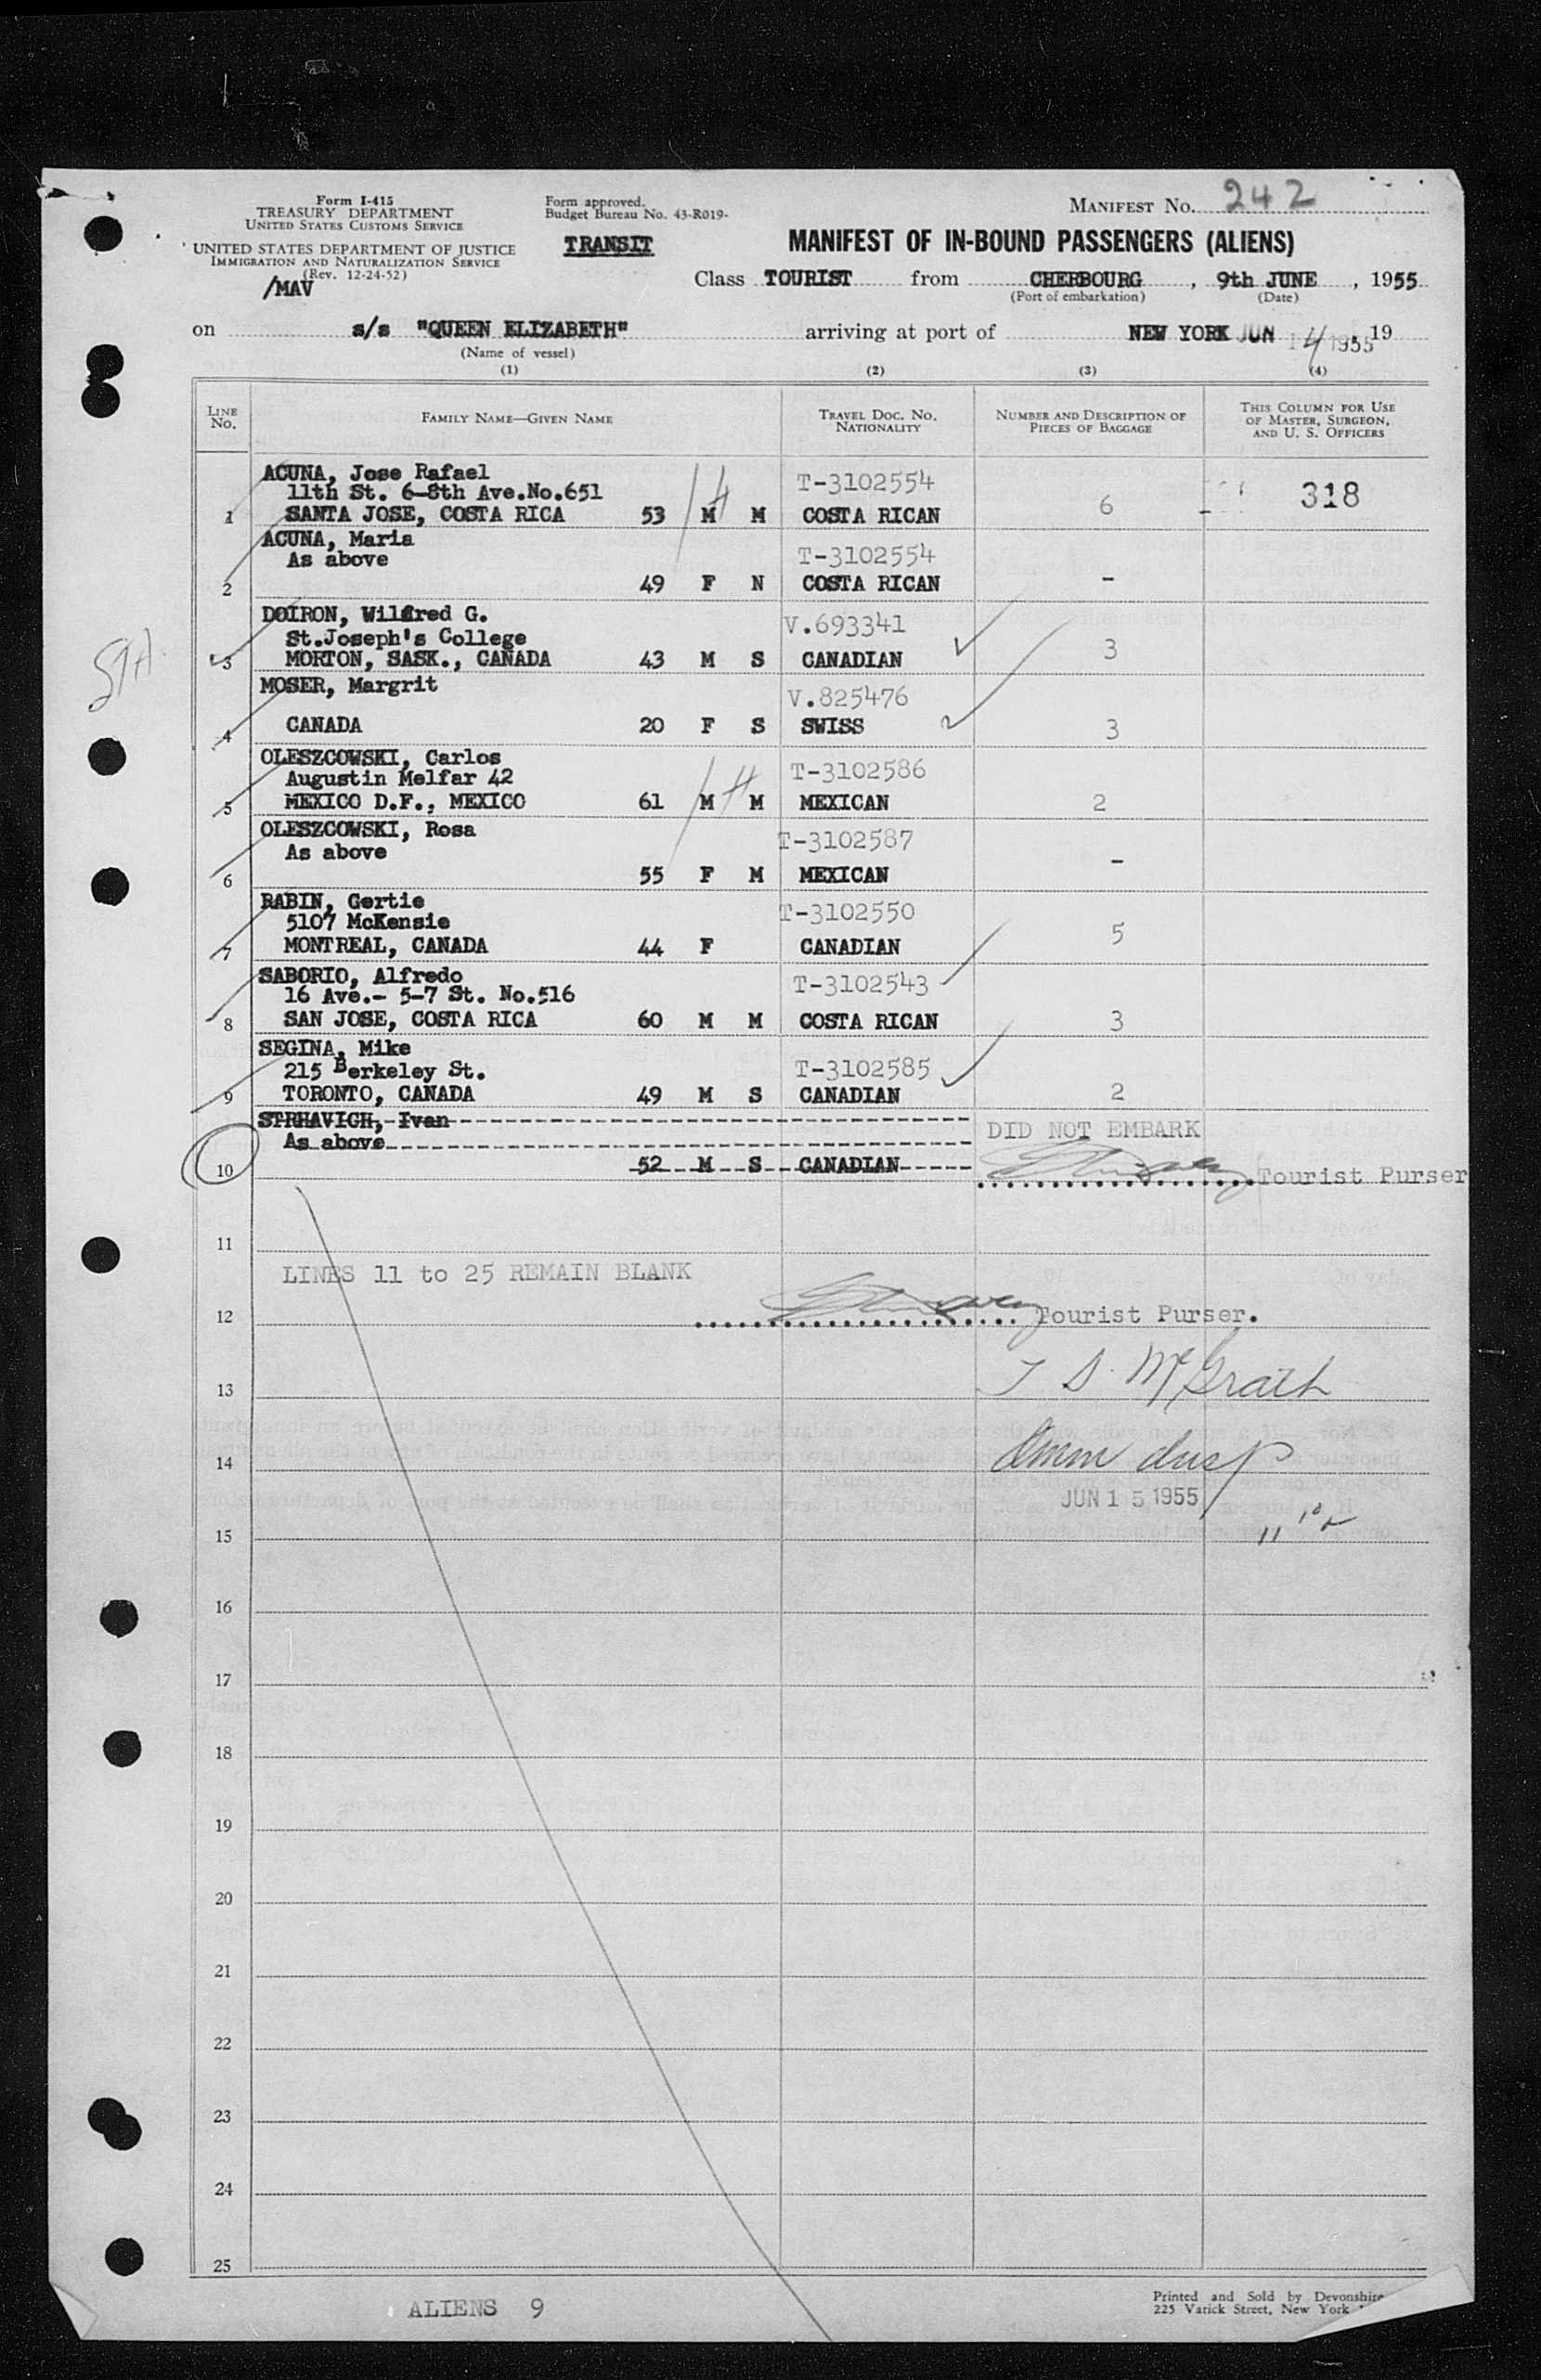 Form I-415
TREASURY DEPARTMENT
UNITED STATES CUSTOMS SERVICE
UNITED STATES DEPARTMENT OF JUSTICE
IMMIGRATION AND NATURALIZATION SERVICE
(Rev. 12-24-52)
/MAV
Form approved.
Budget Bureau No. 43-R019-
TRANSIT
MANIFEST NO. 242
MANIFEST OF IN-BOUND PASSENGERS (ALIENS)
Class TOURIST from CHERBOURG, 9th JUNE, 1955
(Port of embarkation) (Date)
on s/s "QUEEN ELIZABETH" arriving at port of NEW YORK JUN 14 1955, 19
(Name of vessel)
(1) (2) (3) (4)
LINE NO. FAMILY NAME—GIVEN NAME TRAVEL DOC. NO. NATIONALITY NUMBER AND DESCRIPTION OF PIECES OF BAGGAGE THIS COLUMN FOR USE OF MASTER, SURGEON, AND U. S. OFFICERS
ACUNA, Jose Rafael T-3102554
11th St. 6-8th Ave.No.651 318
1 SANTA JOSE, COSTA RICA 53 M M COSTA RICAN 6
ACUNA, Maria T-3102554
As above
2 49 F N COSTA RICAN -
DOIRON, Wilfred G. V.693341
St.Joseph's College
3 MORTON, SASK., CANADA 43 M S CANADIAN 3
MOSER, Margrit V.825476
4 CANADA 20 F S SWISS 3
OLESZCOWSKI, Carlos T-3102586
Augustin Melfar 42
5 MEXICO D.F., MEXICO 61 M M MEXICAN 2
OLESZCOWSKI, Rosa T-3102587
As above
6 55 F M MEXICAN -
RABIN, Gertie T-3102550
5107 McKensie
7 MONTREAL, CANADA 44 F CANADIAN 5
SABORIO, Alfredo T-3102543
16 Ave.- 5-7 St. No.516
8 SAN JOSE, COSTA RICA 60 M M COSTA RICAN 3
SEGINA, Mike T-3102585
215 Berkeley St.
9 TORONTO, CANADA 49 M S CANADIAN 2
STRHAVICH, Ivan
As above DID NOT EMBARK
10 52 M S CANADIAN Tourist Purser
11
LINES 11 to 25 REMAIN BLANK
12 Tourist Purser.
T S McGrath
13
14 Imm Insp
JUN 15 1955
15
16
17
18
19
20
21
22
23
24
25
ALIENS 9
Printed and Sold by Devonshire
225 Varick Street, New York